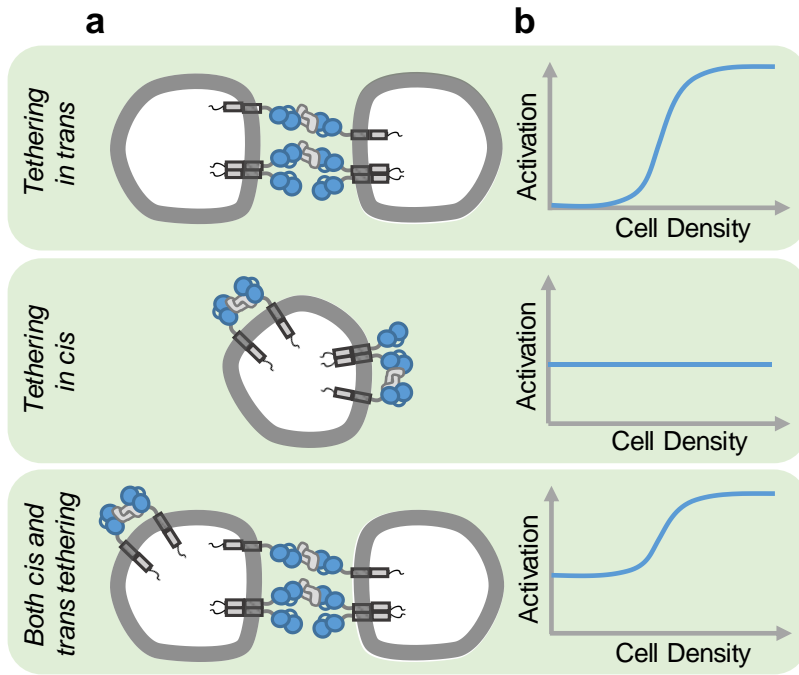 a
b
Tethering
in trans
Activation
Cell Density
Tethering
in cis
Activation
Cell Density
Both cis and
trans tethering
Activation
Cell Density